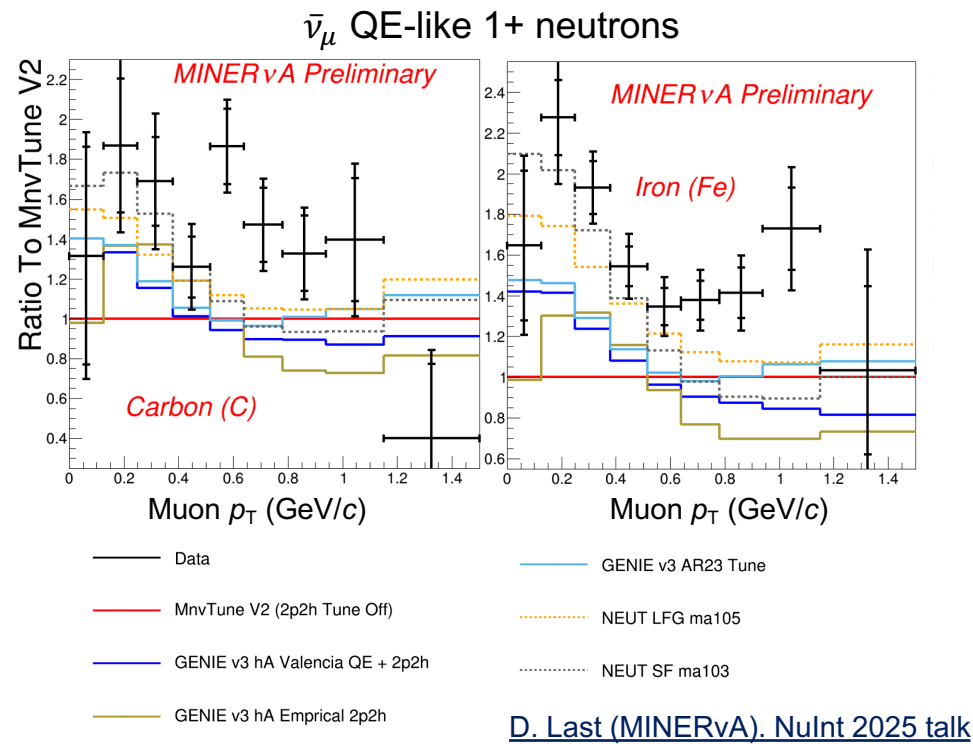 ν̄μ QE-like 1+ neutrons
Ratio To MnvTune V2
MINERνA Preliminary
2.2
2
1.8
1.6
1.4
1.2
1
0.8
0.6
0.4
Carbon (C)
0 0.2 0.4 0.6 0.8 1 1.2 1.4
Muon pT (GeV/c)
MINERνA Preliminary
Iron (Fe)
2.4
2.2
2
1.8
1.6
1.4
1.2
1
0.8
0.6
0 0.2 0.4 0.6 0.8 1 1.2 1.4
Muon pT (GeV/c)
Data
MnvTune V2 (2p2h Tune Off)
GENIE v3 hA Valencia QE + 2p2h
GENIE v3 hA Emprical 2p2h
GENIE v3 AR23 Tune
NEUT LFG ma105
NEUT SF ma103
D. Last (MINERvA). NuInt 2025 talk